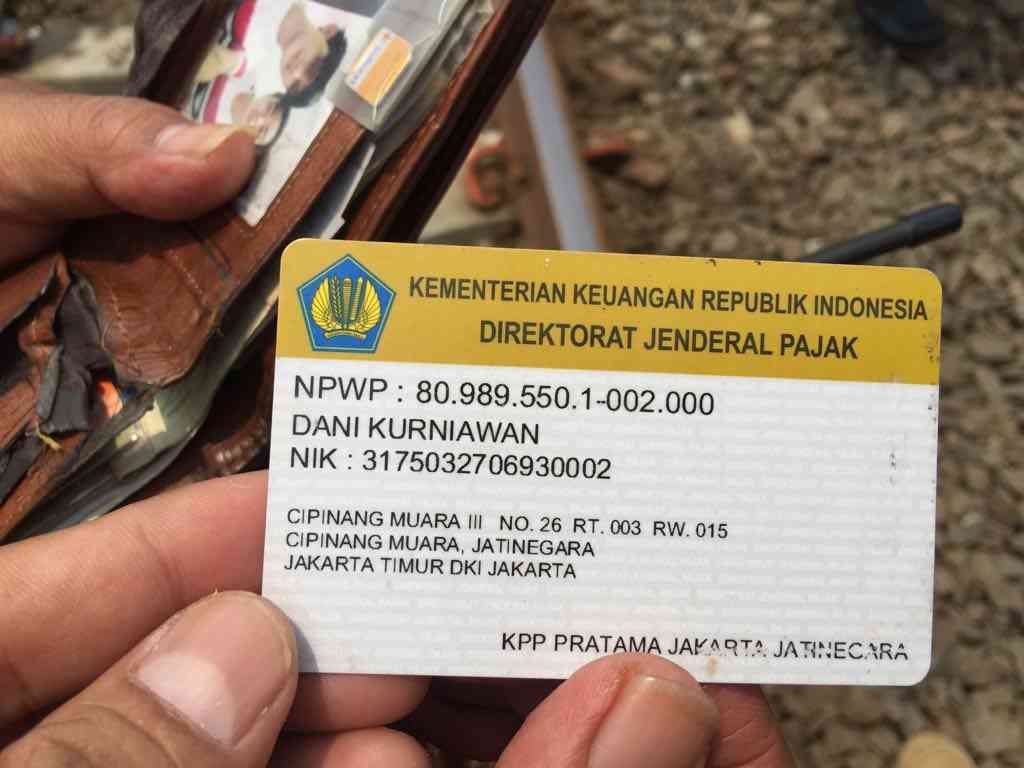 KEMENTERIAN KEUANGAN REPUBLIK INDONESIA
DIREKTORAT JENDERAL PAJAK
NPWP : 80.989.550.1-002.000
DANI KURNIAWAN
NIK : 3175032706930002
CIPINANG MUARA III NO. 26 RT. 003 RW. 015
CIPINANG MUARA, JATINEGARA
JAKARTA TIMUR DKI JAKARTA
KPP PRATAMA JAKARTA JATINEGARA